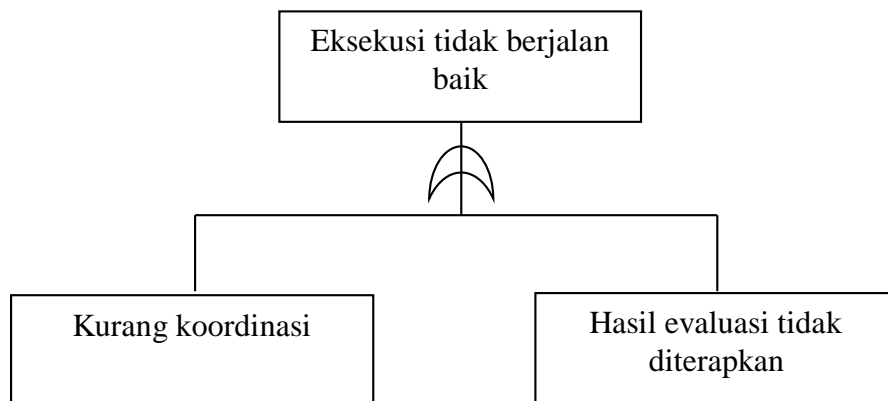 Eksekusi tidak berjalan
baik
Kurang koordinasi
Hasil evaluasi tidak
diterapkan